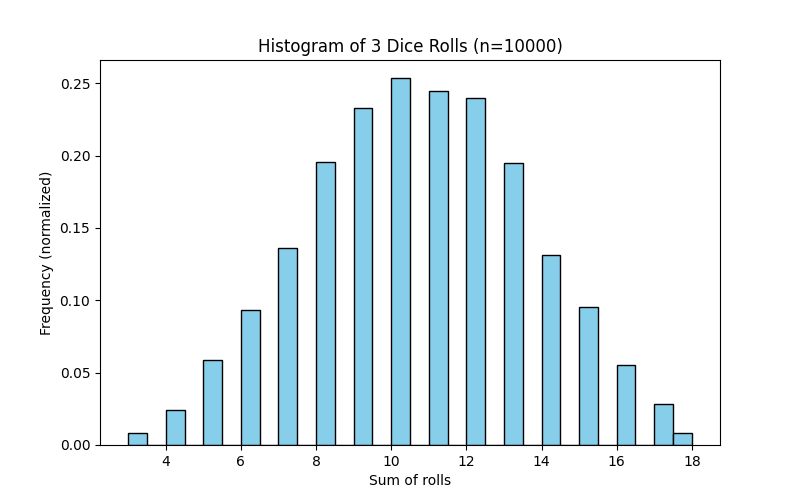 Histogram of 3 Dice Rolls (n=10000)
Frequency (normalized)
0.25
0.20
0.15
0.10
0.05
0.00
4 6 8 10 12 14 16 18
Sum of rolls